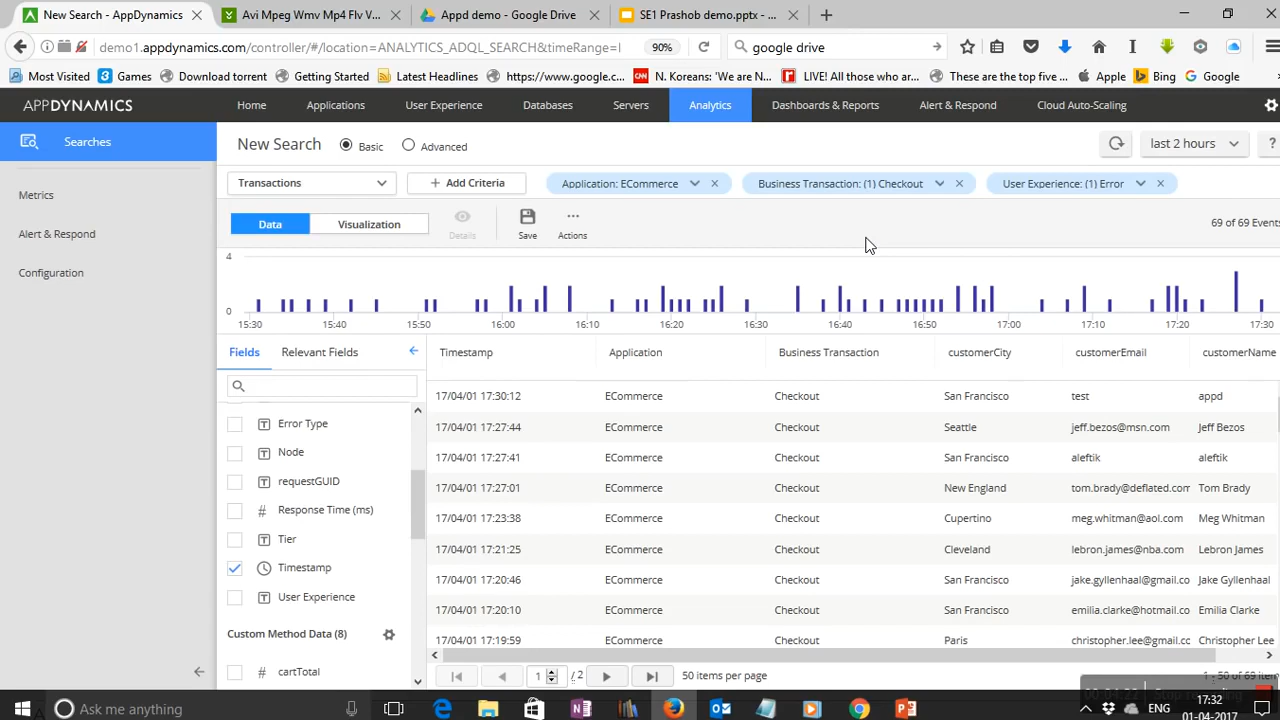 New Search - AppDynamics
Avi Mpeg Wmv Mp4 Flv V...
Appd demo - Google Drive
SE1 Prashob demo.pptx - ...
demo1.appdynamics.com/controller/#/location=ANALYTICS_ADQL_SEARCH&timeRange=l
90%
google drive
Most Visited
Games
Download torrent
Getting Started
Latest Headlines
https://www.google.c...
N. Koreans: 'We are N...
LIVE! All those who ar...
These are the top five ...
Apple
Bing
Google
APPDYNAMICS
Home
Applications
User Experience
Databases
Servers
Analytics
Dashboards & Reports
Alert & Respond
Cloud Auto-Scaling
Searches
Metrics
Alert & Respond
Configuration
New Search
Basic
Advanced
last 2 hours
?
Transactions
+ Add Criteria
Application: ECommerce
Business Transaction: (1) Checkout
User Experience: (1) Error
Data
Visualization
Details
Save
Actions
69 of 69 Events
4
0
15:30 15:40 15:50 16:00 16:10 16:20 16:30 16:40 16:50 17:00 17:10 17:20 17:30
Fields
Relevant Fields
Error Type
Node
requestGUID
# Response Time (ms)
Tier
Timestamp
User Experience
Custom Method Data (8)
# cartTotal
Timestamp Application Business Transaction customerCity customerEmail customerName
17/04/01 17:30:12 ECommerce Checkout San Francisco test appd
17/04/01 17:27:44 ECommerce Checkout Seattle jeff.bezos@msn.com Jeff Bezos
17/04/01 17:27:41 ECommerce Checkout San Francisco aleftik aleftik
17/04/01 17:27:01 ECommerce Checkout New England tom.brady@deflated.com Tom Brady
17/04/01 17:23:38 ECommerce Checkout Cupertino meg.whitman@aol.com Meg Whitman
17/04/01 17:21:25 ECommerce Checkout Cleveland lebron.james@nba.com Lebron James
17/04/01 17:20:46 ECommerce Checkout San Francisco jake.gyllenhaal@gmail.co Jake Gyllenhaal
17/04/01 17:20:10 ECommerce Checkout San Francisco emilia.clarke@hotmail.co Emilia Clarke
17/04/01 17:19:59 ECommerce Checkout Paris christopher.lee@gmail.cc Christopher Lee
1 / 2
50 items per page
1 - 50 of 69 item
Stop recording
Ask me anything
ENG
17:32
01-04-2017